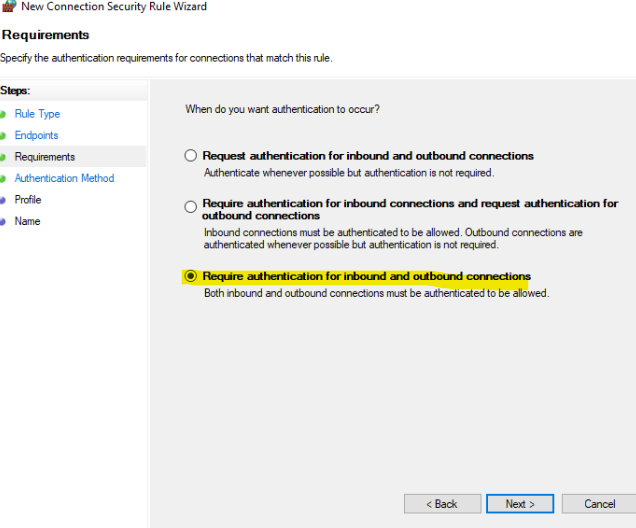 New Connection Security Rule Wizard
Requirements
Specify the authentication requirements for connections that match this rule.
Steps:
Rule Type
Endpoints
Requirements
Authentication Method
Profile
Name
When do you want authentication to occur?
Request authentication for inbound and outbound connections
Authenticate whenever possible but authentication is not required.
Require authentication for inbound connections and request authentication for
outbound connections
Inbound connections must be authenticated to be allowed. Outbound connections are
authenticated whenever possible but authentication is not required.
Require authentication for inbound and outbound connections
Both inbound and outbound connections must be authenticated to be allowed.
< Back
Next >
Cancel